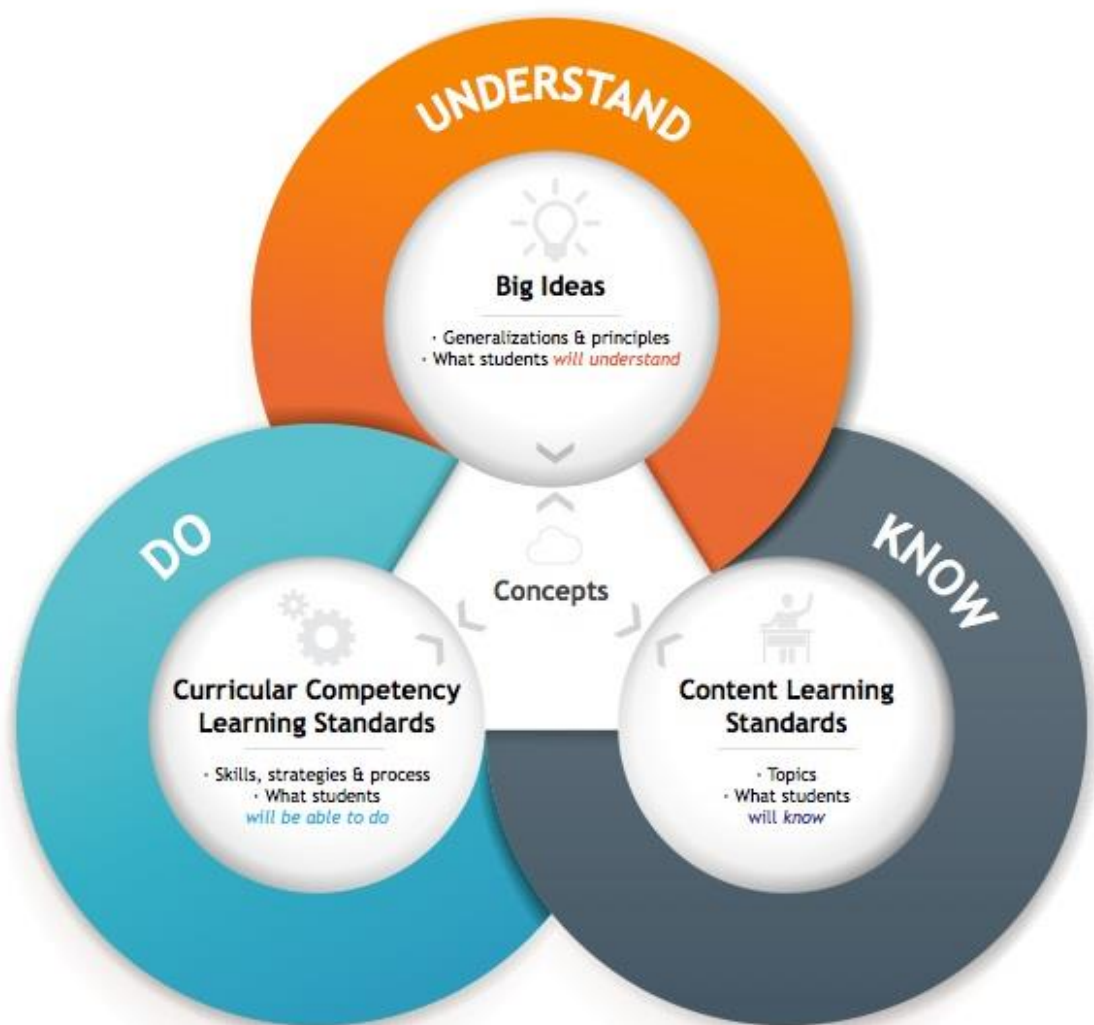 UNDERSTAND
Big Ideas
· Generalizations & principles
· What students will understand
DO
KNOW
Concepts
Curricular Competency
Learning Standards
· Skills, strategies & process
· What students
will be able to do
Content Learning
Standards
· Topics
· What students
will know